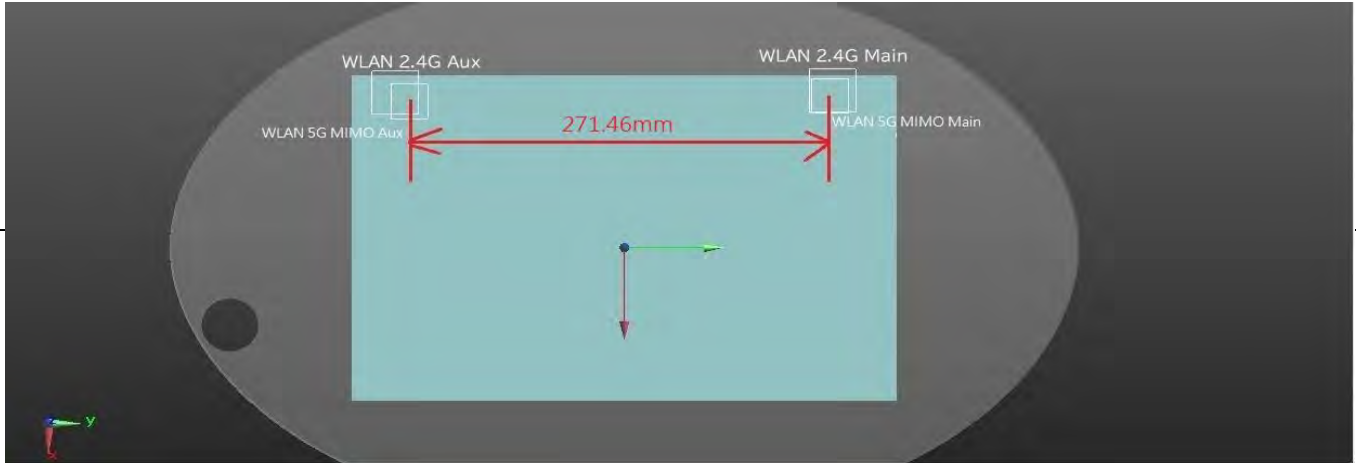 WLAN 2.4G Aux
WLAN 2.4G Main
271.46mm
WLAN 5G MIMO Aux
WLAN 5G MIMO Main
y
x